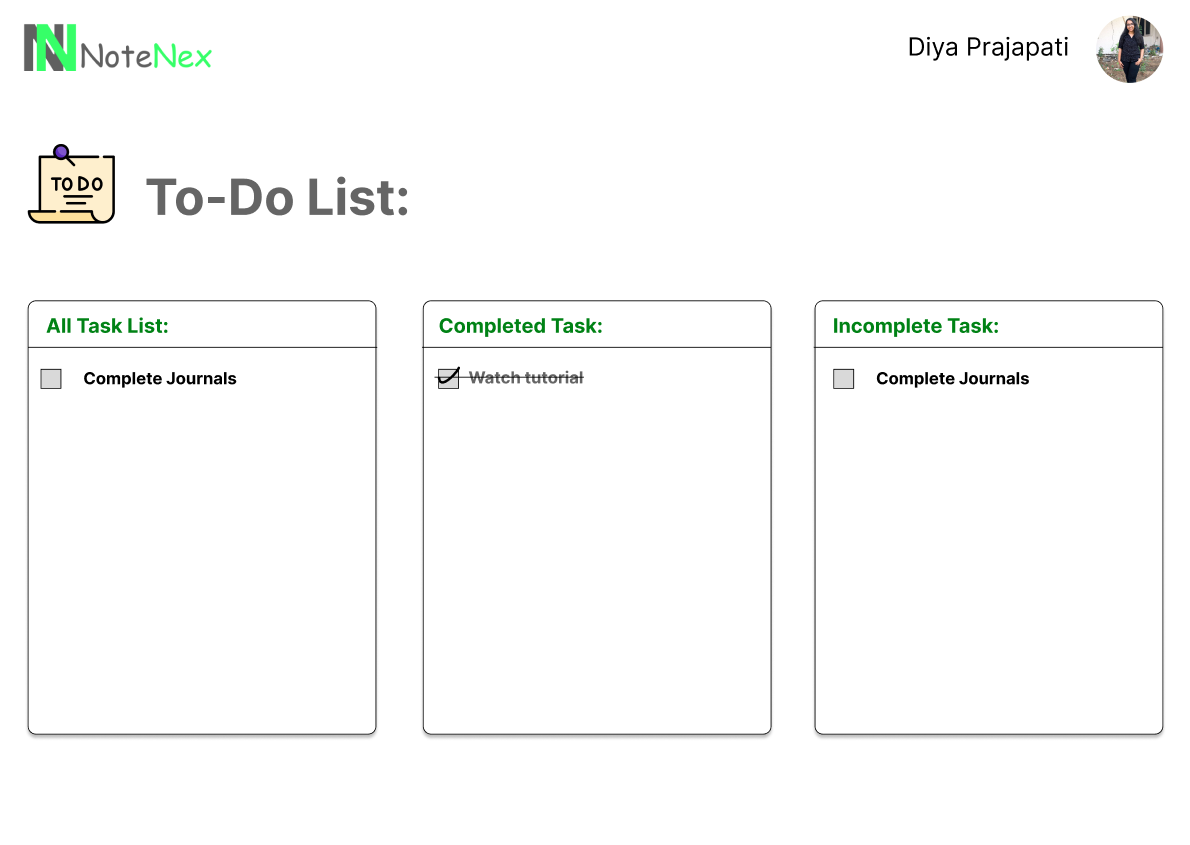 NoteNex
Diya Prajapati
TO DO
To-Do List:
All Task List:
Complete Journals
Completed Task:
Watch tutorial
Incomplete Task:
Complete Journals